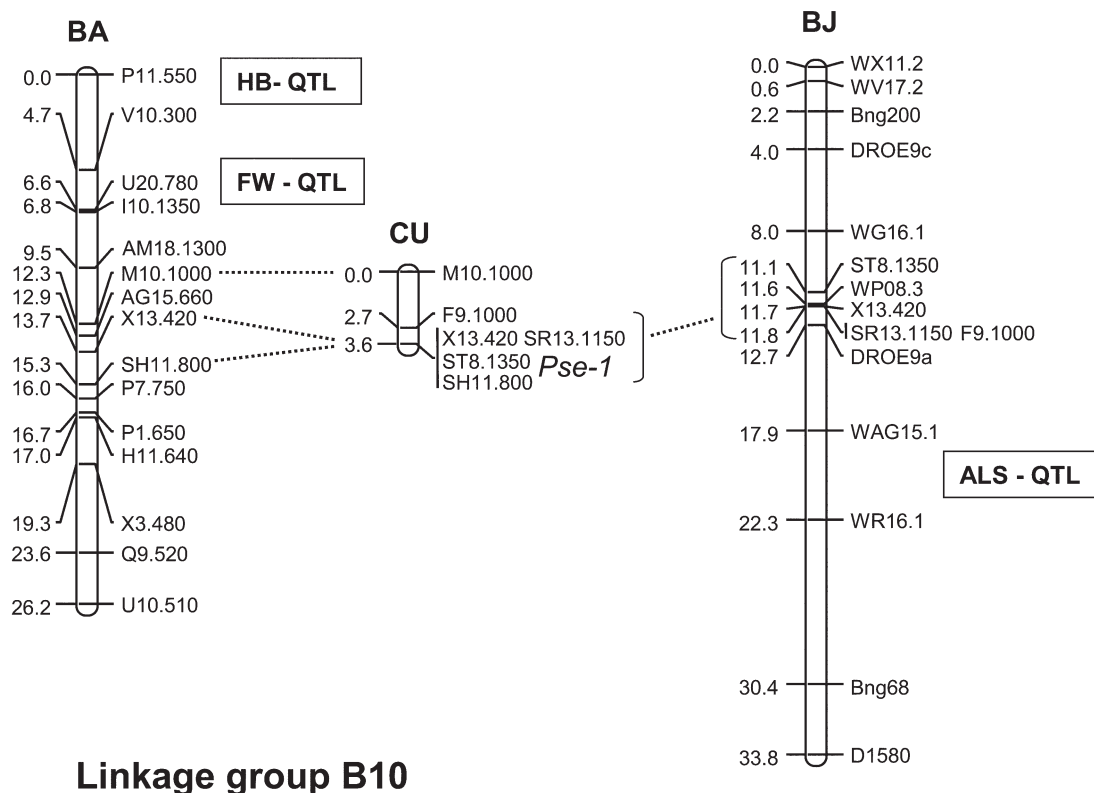 BA
0.0 P11.550
4.7 V10.300
6.6 U20.780
6.8 I10.1350
9.5 AM18.1300
12.3 M10.1000
12.9 AG15.660
13.7 X13.420
15.3 SH11.800
16.0 P7.750
16.7 P1.650
17.0 H11.640
19.3 X3.480
23.6 Q9.520
26.2 U10.510
HB- QTL
FW - QTL
CU
0.0 M10.1000
2.7 F9.1000
3.6 X13.420 SR13.1150
ST8.1350 Pse-1
SH11.800
BJ
0.0 WX11.2
0.6 WV17.2
2.2 Bng200
4.0 DROE9c
8.0 WG16.1
11.1 ST8.1350
11.6 WP08.3
11.7 X13.420
11.8 SR13.1150 F9.1000
12.7 DROE9a
17.9 WAG15.1
22.3 WR16.1
30.4 Bng68
33.8 D1580
ALS - QTL
Linkage group B10